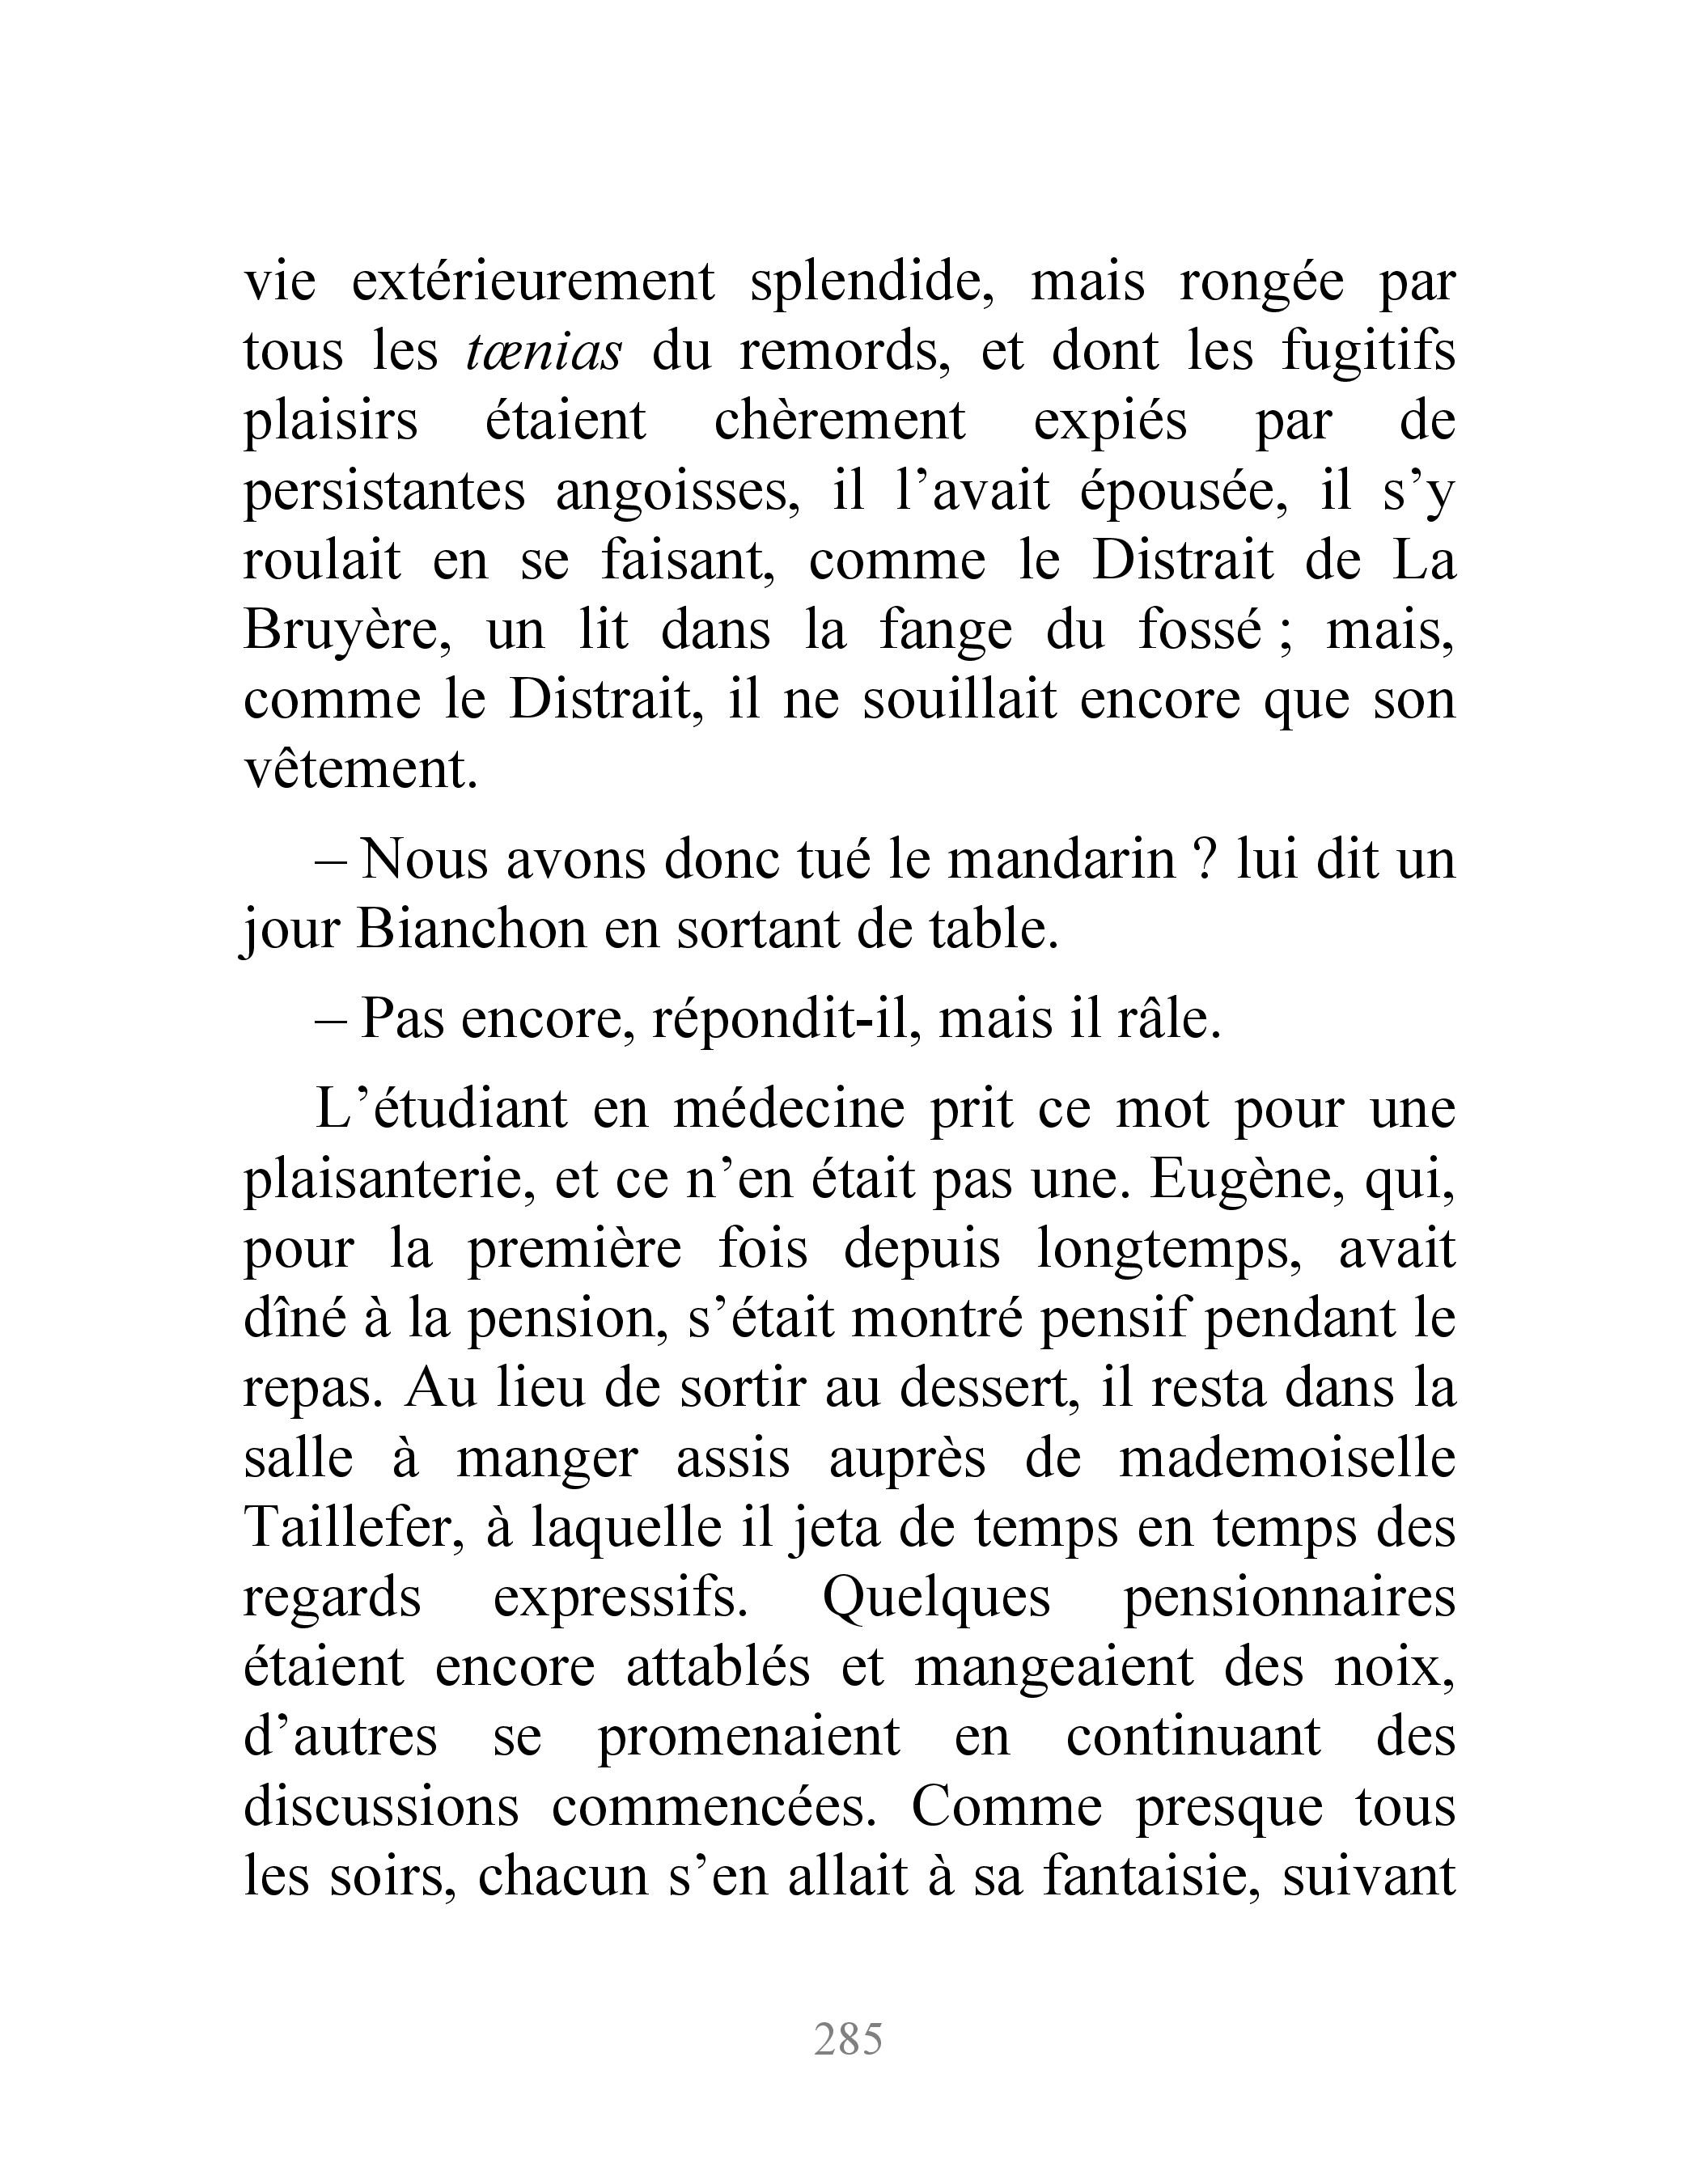 vie extérieurement splendide, mais rongée par
tous les tœnias du remords, et dont les fugitifs
plaisirs étaient chèrement expiés par de
persistantes angoisses, il l’avait épousée, il s’y
roulait en se faisant, comme le Distrait de La
Bruyère, un lit dans la fange du fossé ; mais,
comme le Distrait, il ne souillait encore que son
vêtement.
– Nous avons donc tué le mandarin ? lui dit un
jour Bianchon en sortant de table.
– Pas encore, répondit-il, mais il râle.
L’étudiant en médecine prit ce mot pour une
plaisanterie, et ce n’en était pas une. Eugène, qui,
pour la première fois depuis longtemps, avait
dîné à la pension, s’était montré pensif pendant le
repas. Au lieu de sortir au dessert, il resta dans la
salle à manger assis auprès de mademoiselle
Taillefer, à laquelle il jeta de temps en temps des
regards expressifs. Quelques pensionnaires
étaient encore attablés et mangeaient des noix,
d’autres se promenaient en continuant des
discussions commencées. Comme presque tous
les soirs, chacun s’en allait à sa fantaisie, suivant
285